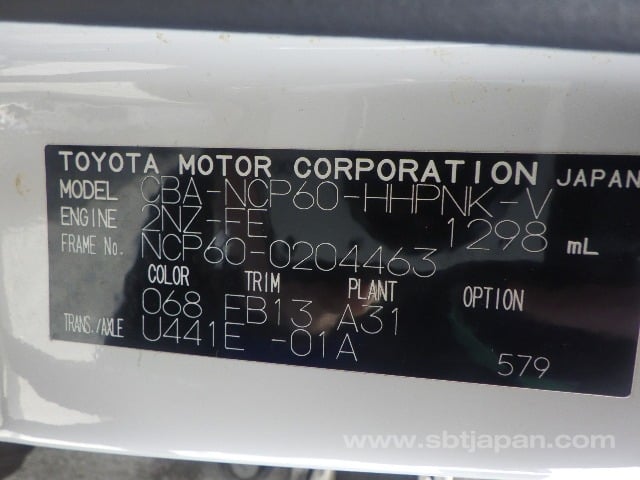 TOYOTA MOTOR CORPORATION JAPAN
MODEL CBA-NCP60-HHPNK-V
ENGINE 2NZ-FE 1298 mL
FRAME No. NCP60-0204463
COLOR TRIM PLANT OPTION
068 FB13 A31
TRANS./AXLE U441E -01A
579
www.sbtjapan.com